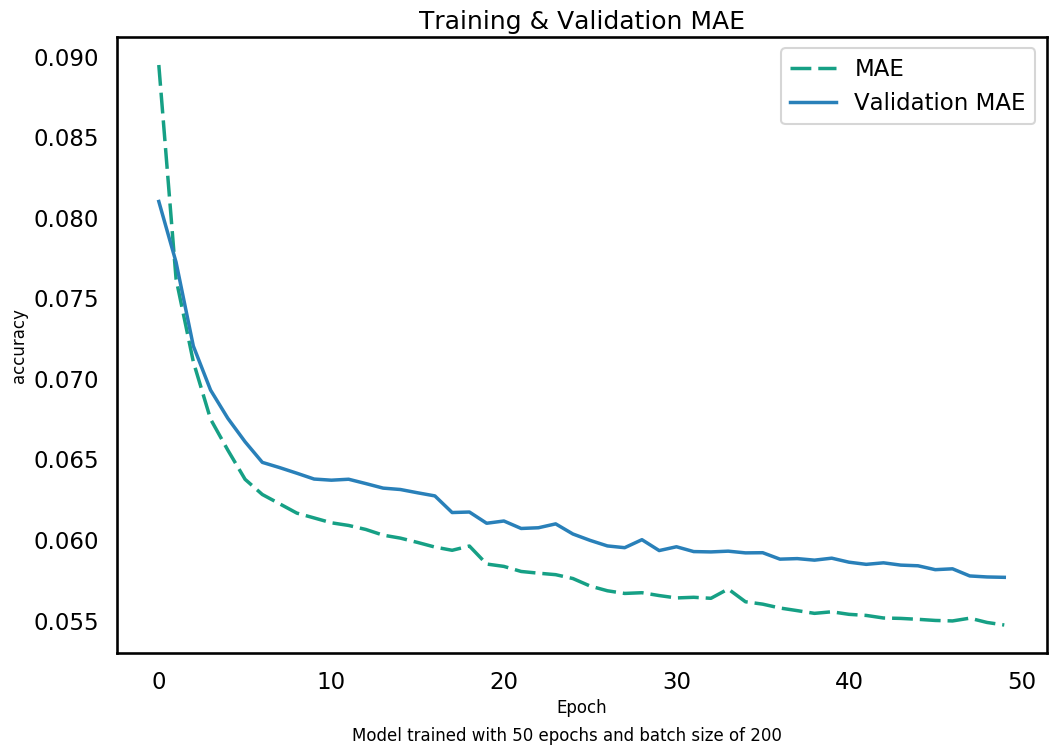 Training & Validation MAE
MAE
Validation MAE
0.090
0.085
0.080
0.075
0.070
0.065
0.060
0.055
accuracy
0 10 20 30 40 50
Epoch
Model trained with 50 epochs and batch size of 200